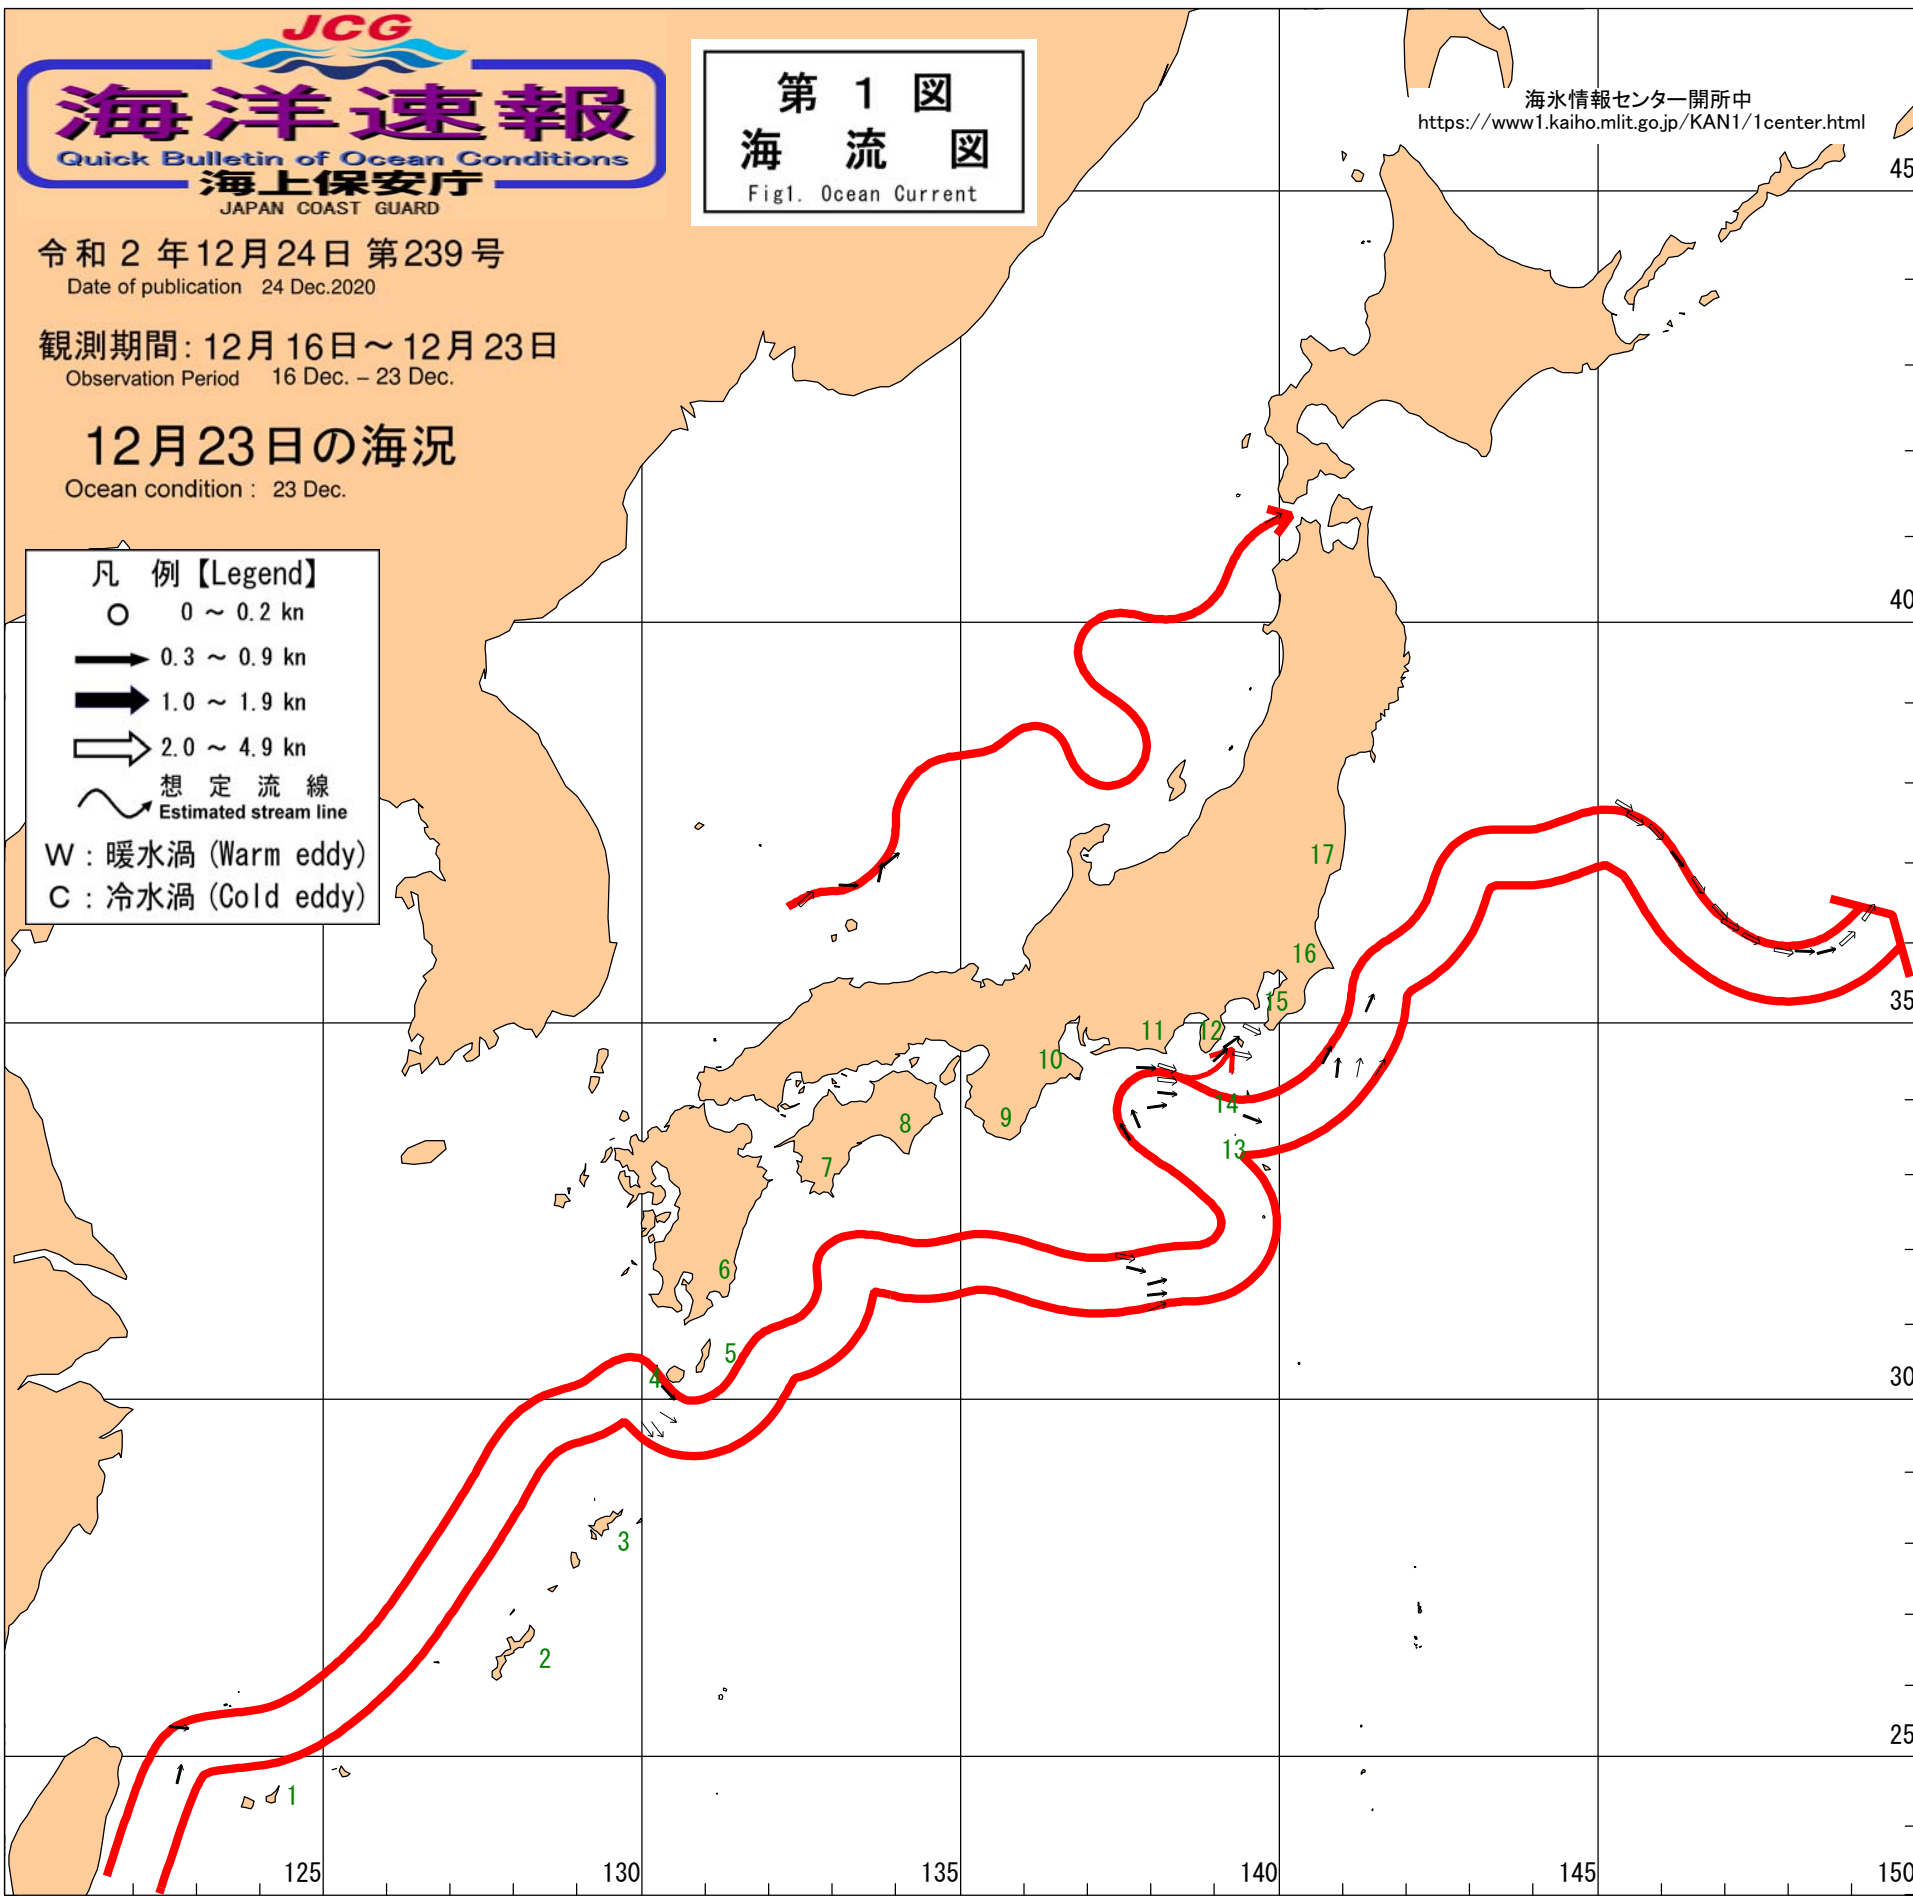 JCG
海洋速報
Quick Bulletin of Ocean Conditions
海上保安庁
JAPAN COAST GUARD
第 1 図
海 流 図
Fig1. Ocean Current
海氷情報センター開所中
https://www1.kaiho.mlit.go.jp/KAN1/1center.html
令和 2 年12月24日 第239号
Date of publication 24 Dec.2020
観測期間: 12月16日～12月23日
Observation Period 16 Dec. – 23 Dec.
12月23日の海況
Ocean condition : 23 Dec.
凡 例【Legend】
0 ～ 0.2 kn
0.3 ～ 0.9 kn
1.0 ～ 1.9 kn
2.0 ～ 4.9 kn
想 定 流 線
Estimated stream line
W : 暖水渦 (Warm eddy)
C : 冷水渦 (Cold eddy)
45
40
35
30
25
17
16
15
12
11
10
14
9
8
13
7
6
5
4
3
2
1
125
130
135
140
145
150